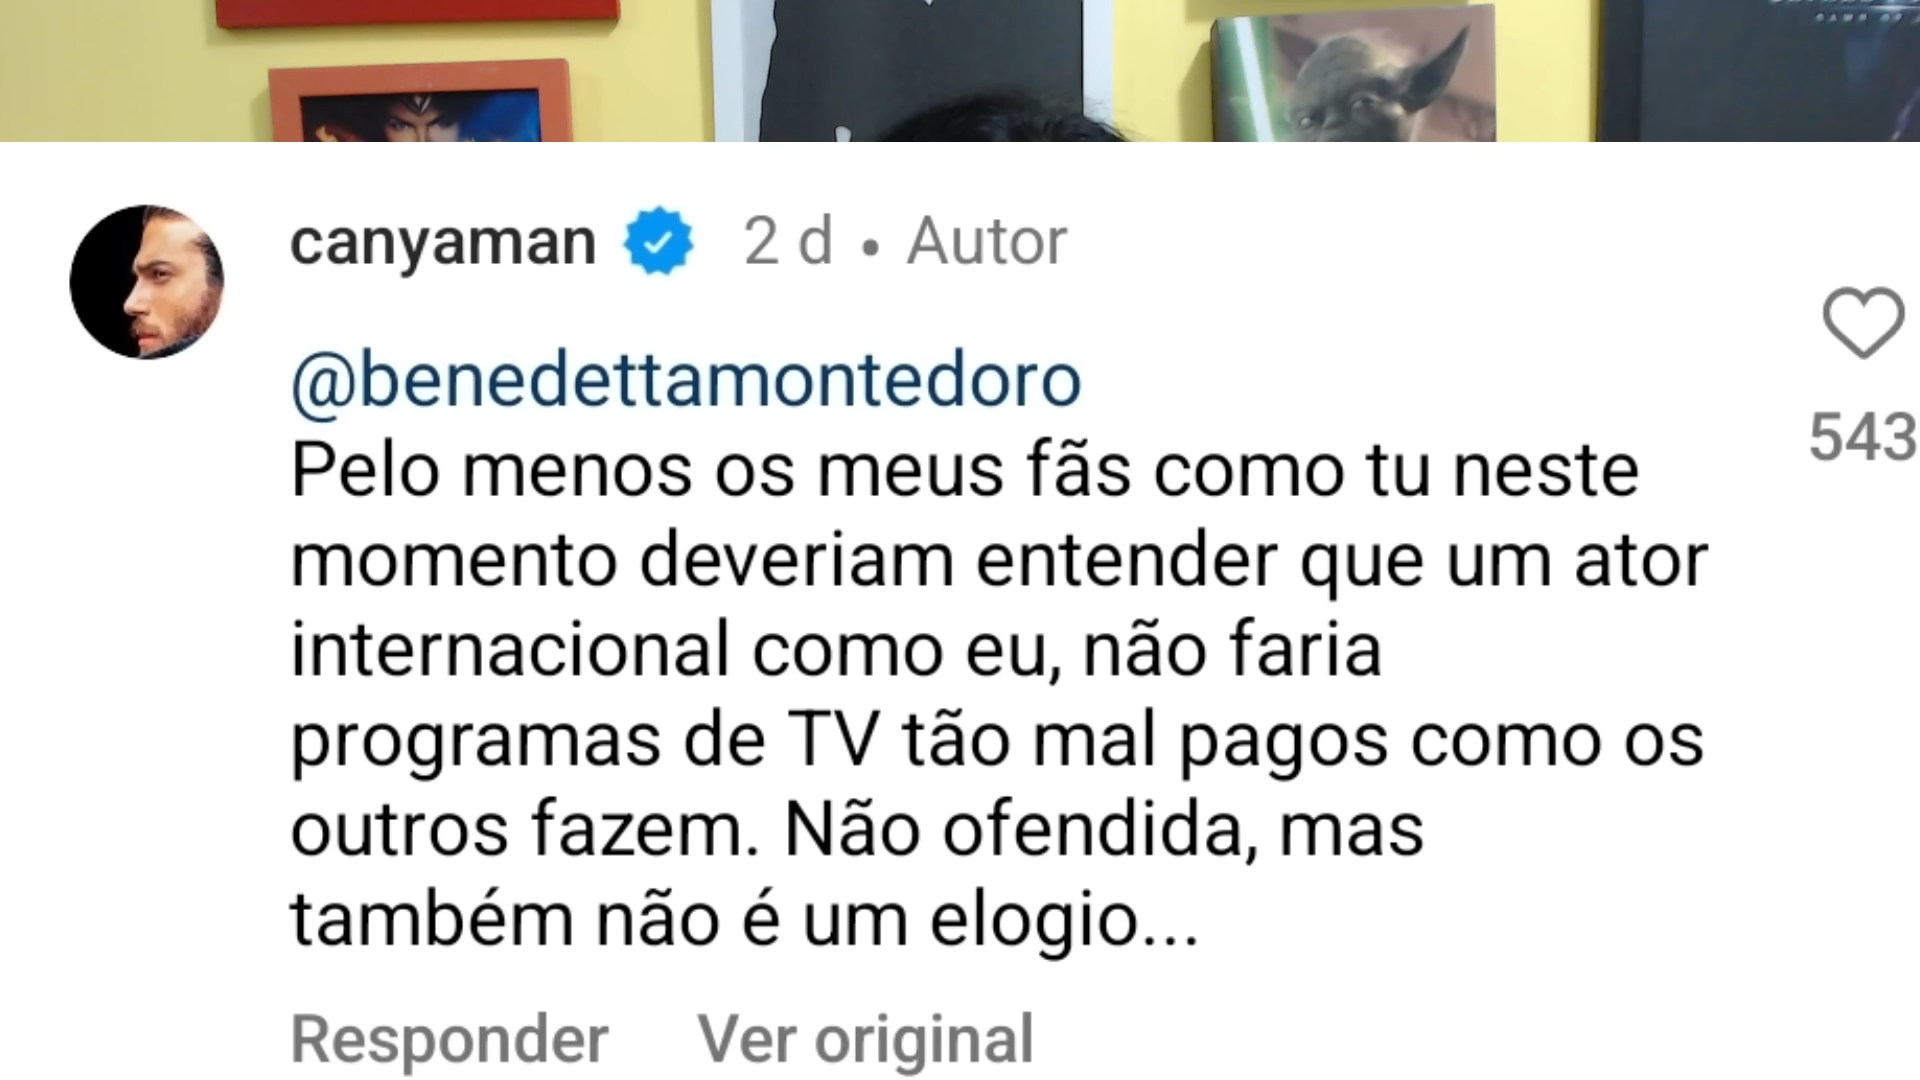 canyaman 2 d • Autor
@benedettamontedoro
Pelo menos os meus fãs como tu neste
momento deveriam entender que um ator
internacional como eu, não faria
programas de TV tão mal pagos como os
outros fazem. Não ofendida, mas
também não é um elogio...
543
Responder Ver original